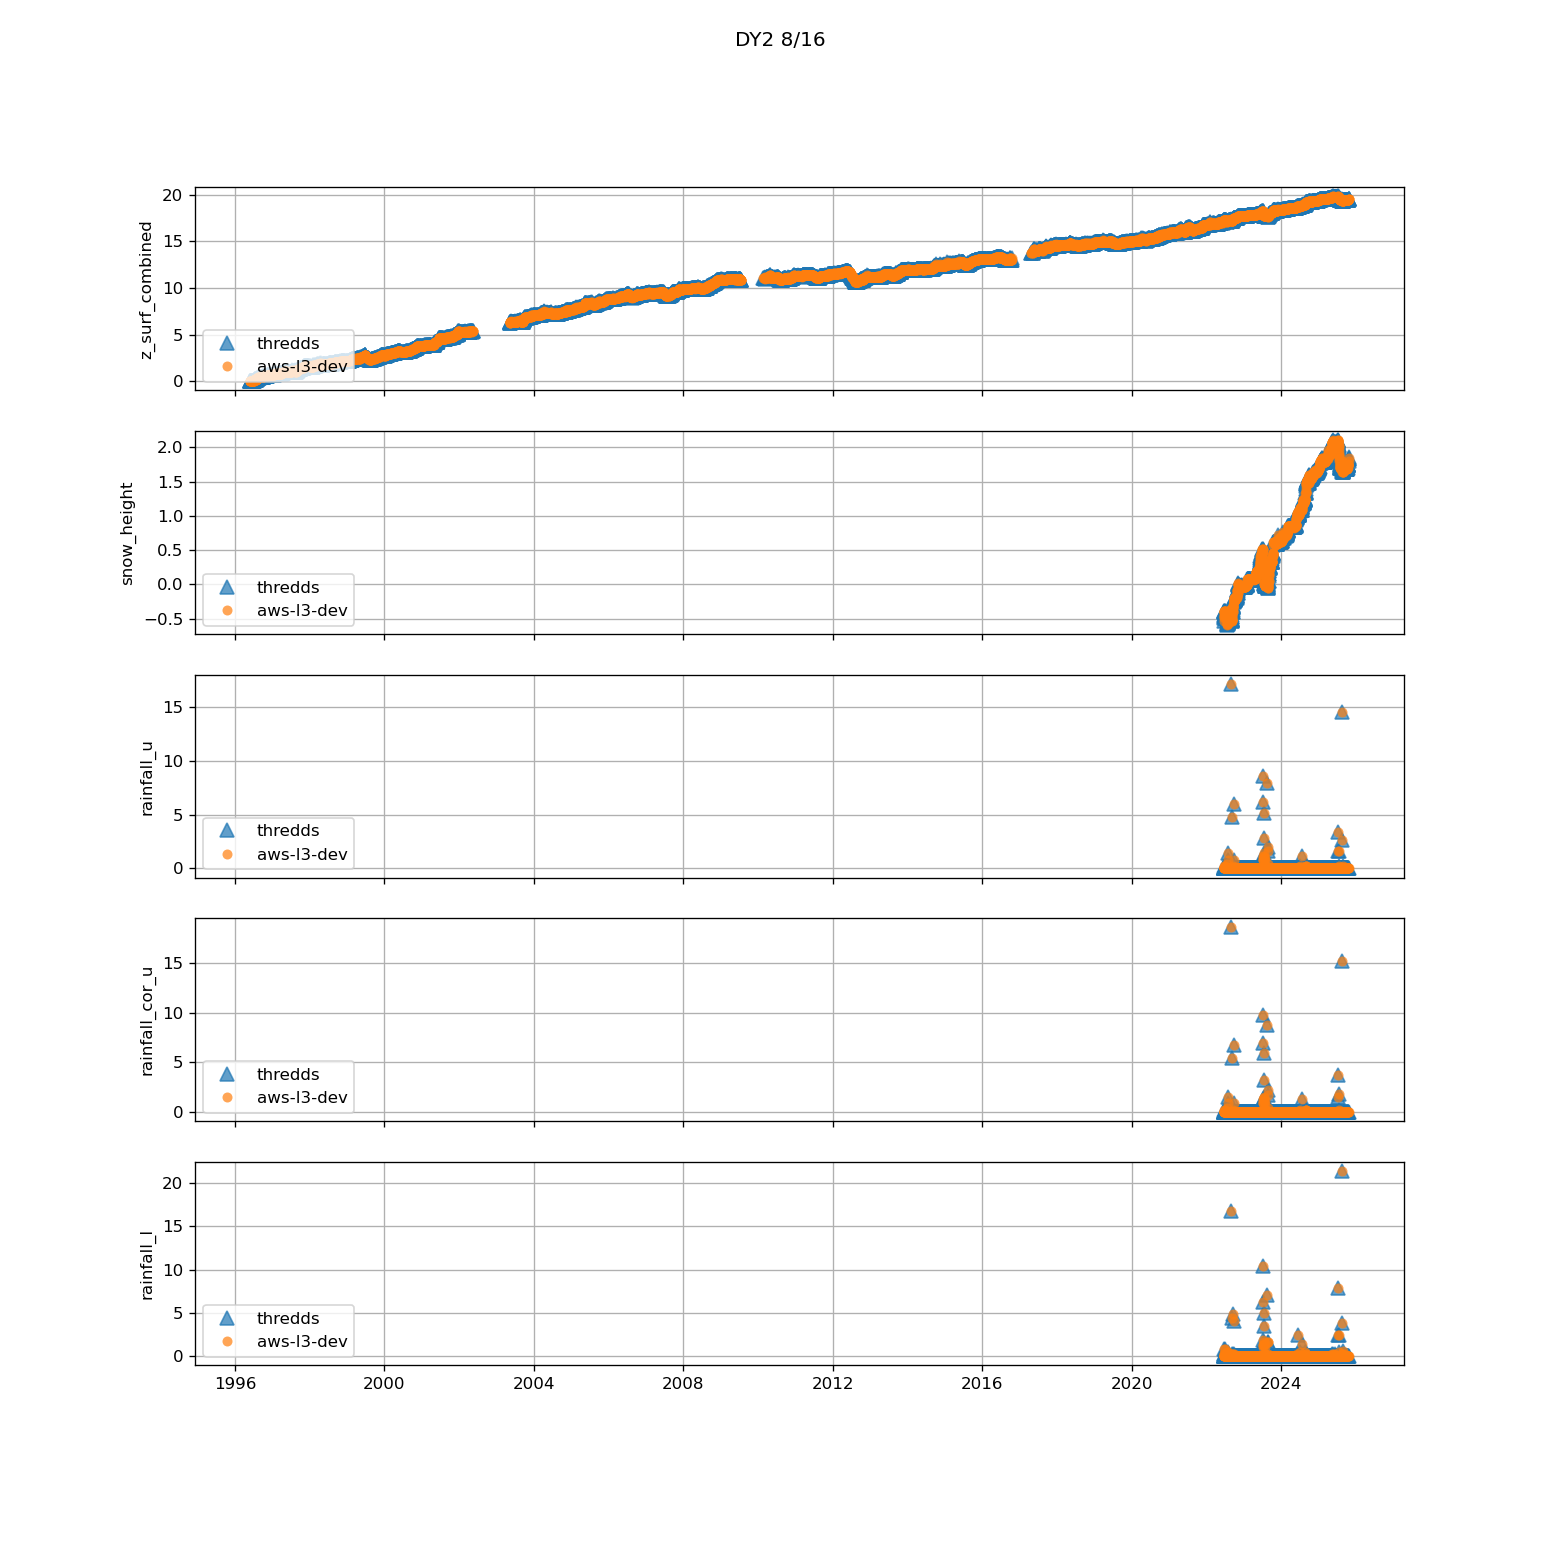 DY2 8/16
z_surf_combined
20
15
10
5
0
thredds
aws-l3-dev
snow_height
2.0
1.5
1.0
0.5
0.0
−0.5
thredds
aws-l3-dev
rainfall_u
15
10
5
0
thredds
aws-l3-dev
rainfall_cor_u
15
10
5
0
thredds
aws-l3-dev
rainfall_l
20
15
10
5
0
thredds
aws-l3-dev
1996 2000 2004 2008 2012 2016 2020 2024